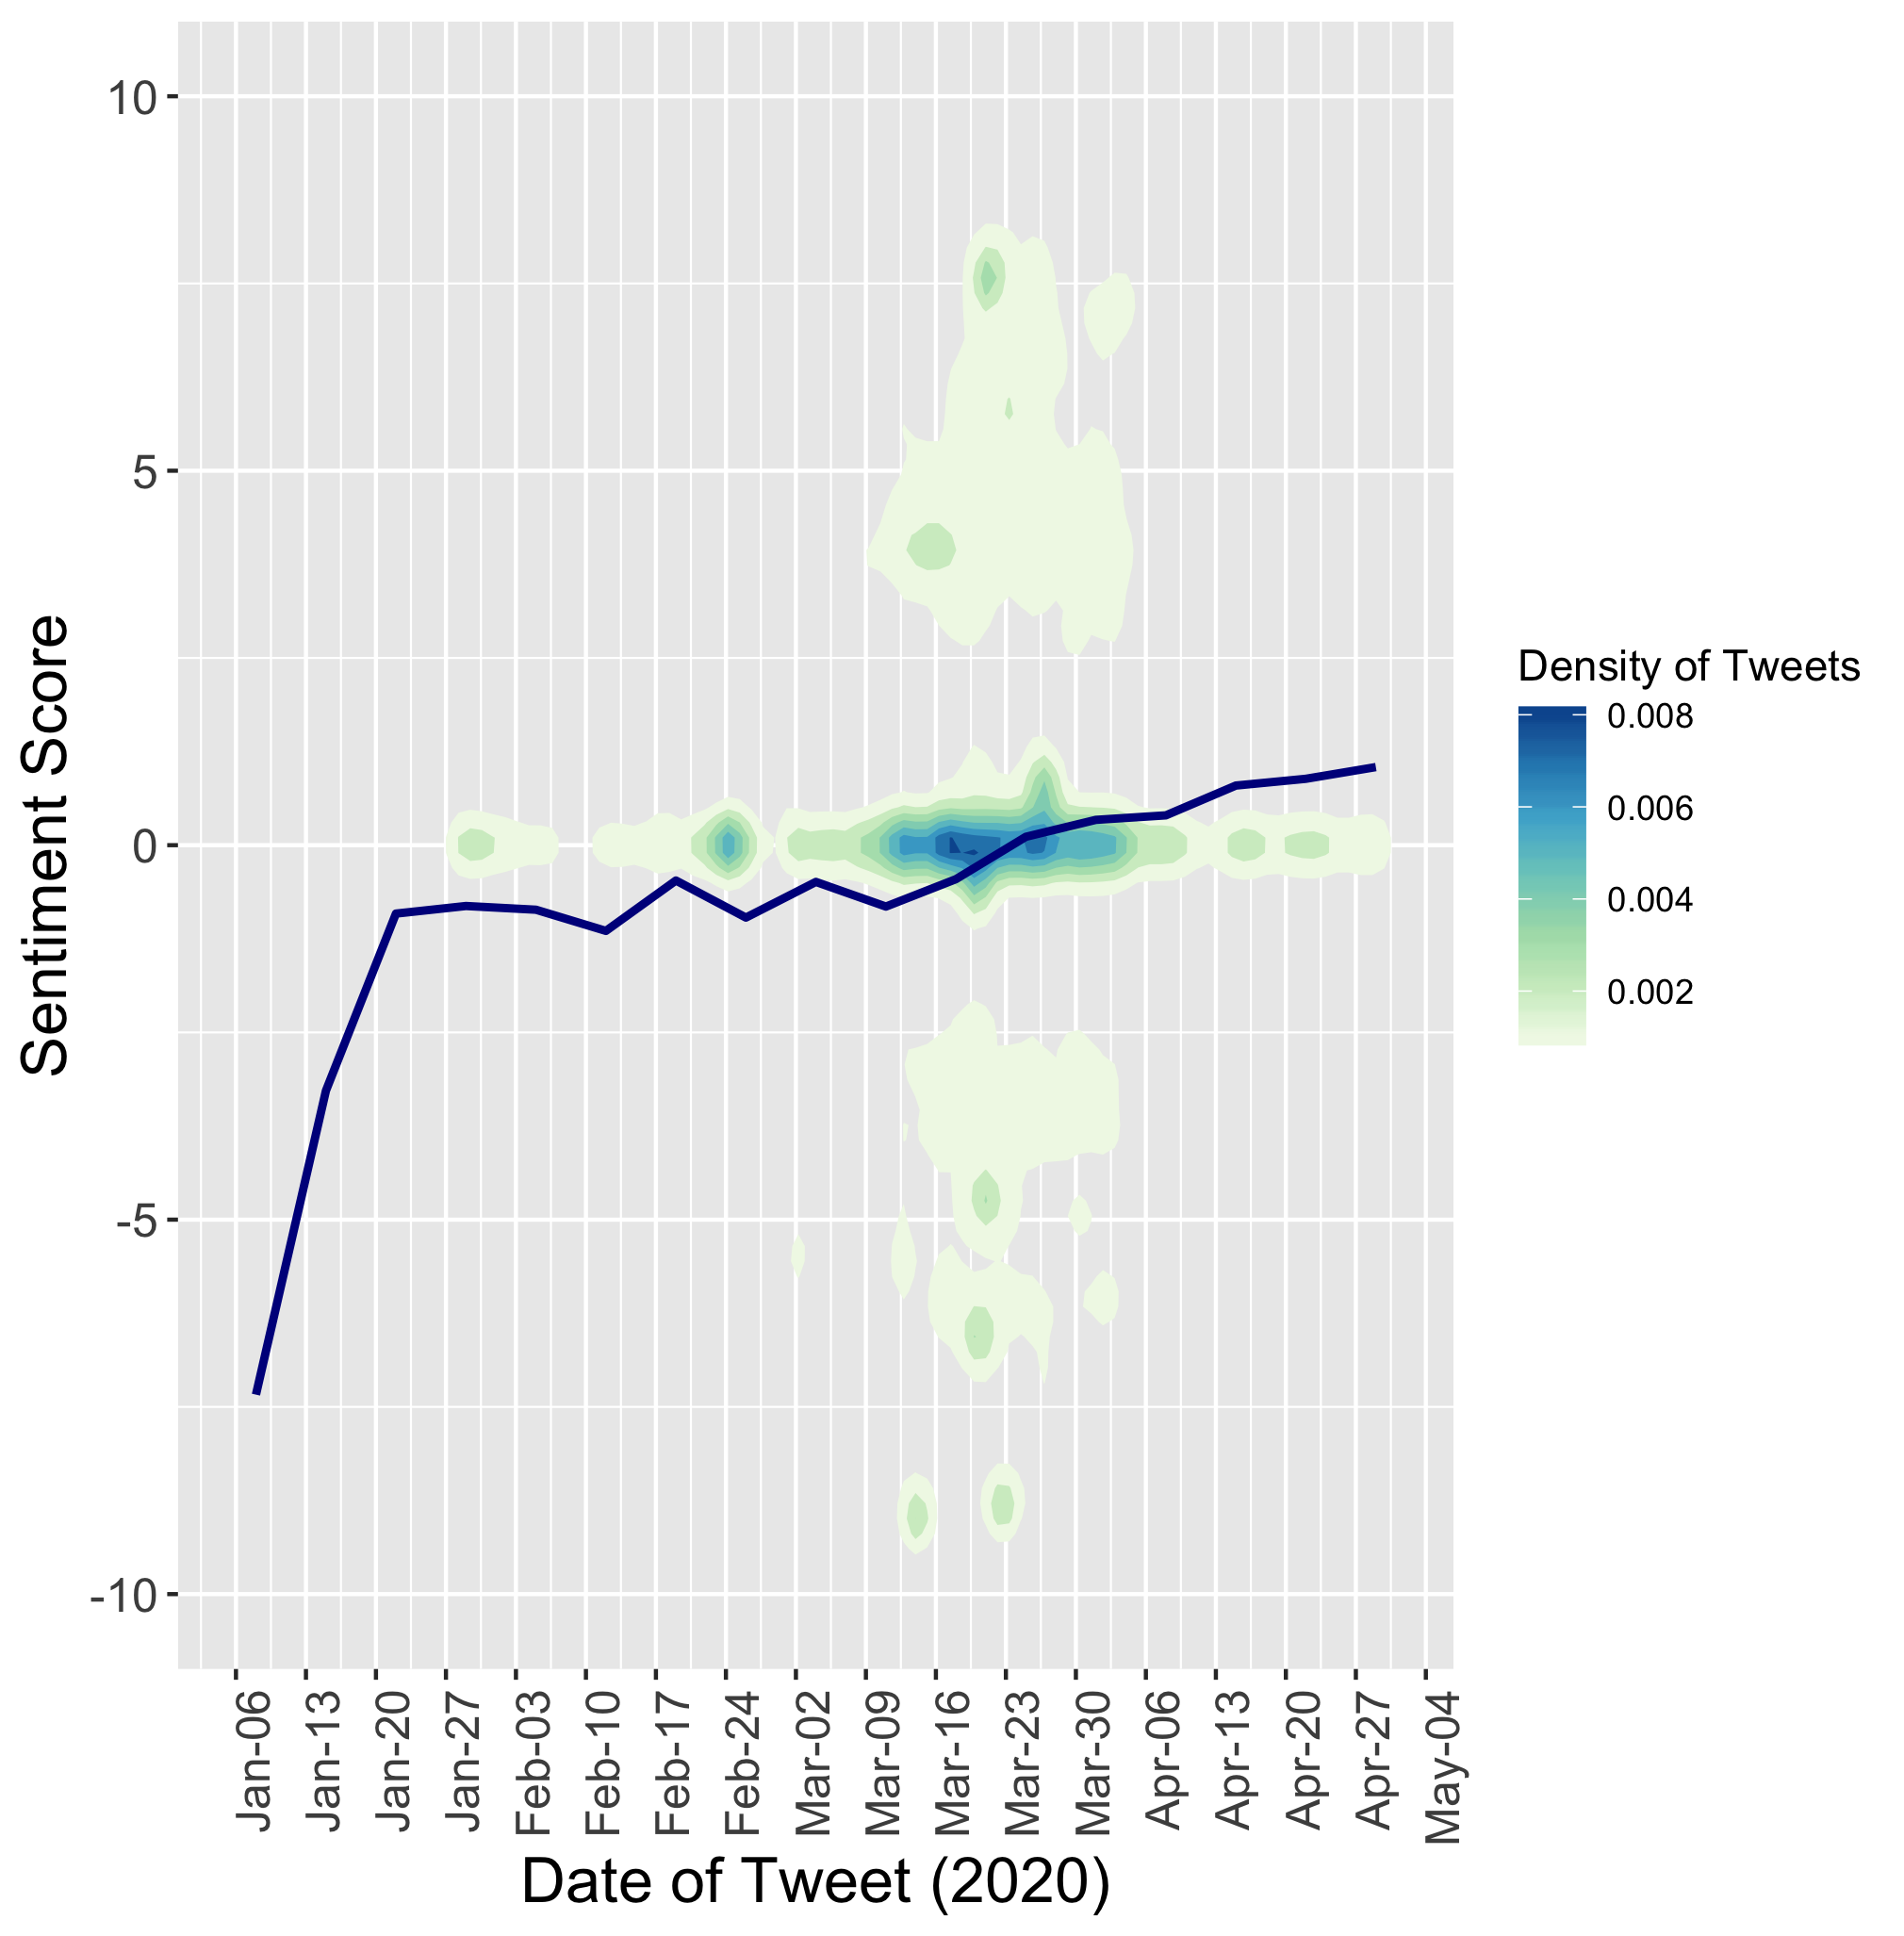 10
5
0
-5
-10
Sentiment Score
Jan-06
Jan-13
Jan-20
Jan-27
Feb-03
Feb-10
Feb-17
Feb-24
Mar-02
Mar-09
Mar-16
Mar-23
Mar-30
Apr-06
Apr-13
Apr-20
Apr-27
May-04
Date of Tweet (2020)
Density of Tweets
0.008
0.006
0.004
0.002